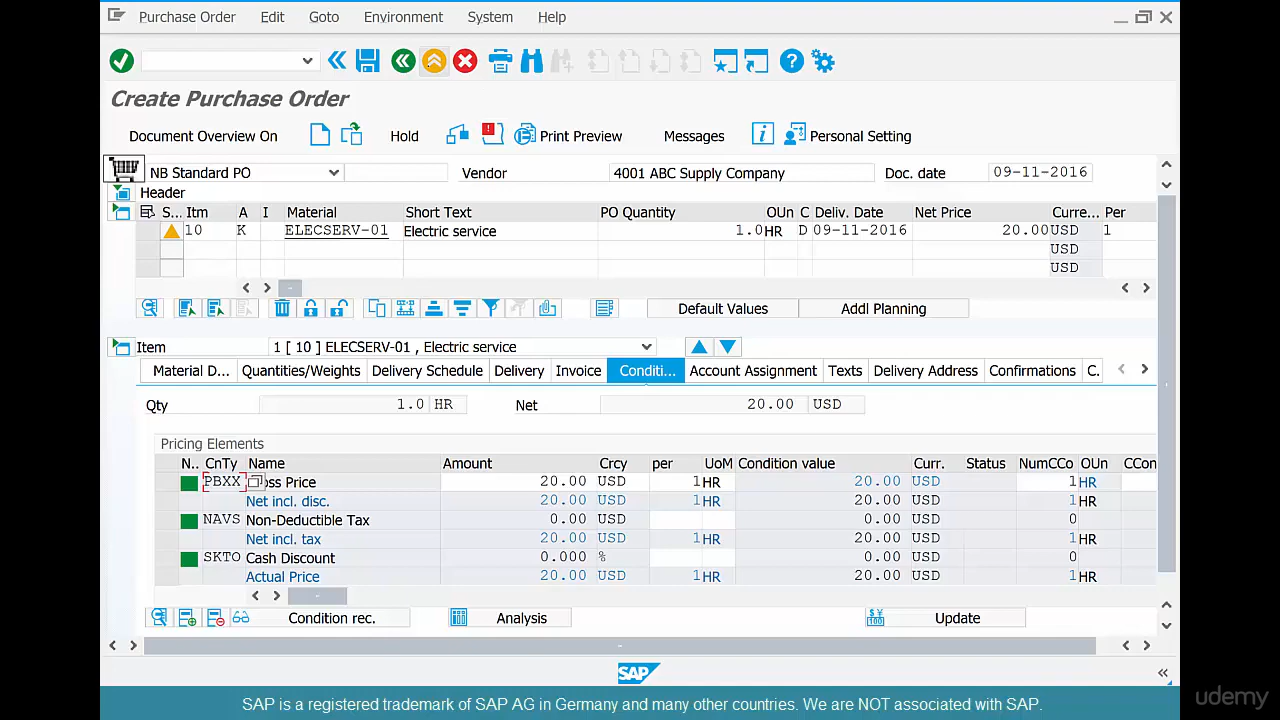 Purchase Order Edit Goto Environment System Help
Create Purchase Order
Document Overview On Hold Print Preview Messages Personal Setting
NB Standard PO Vendor 4001 ABC Supply Company Doc. date 09-11-2016
Header
S... Itm A I Material Short Text PO Quantity OUn C Deliv. Date Net Price Curre... Per
10 K ELECSERV-01 Electric service 1.0 HR D 09-11-2016 20.00 USD 1
USD
USD
Default Values Addl Planning
Item 1 [ 10 ] ELECSERV-01 , Electric service
Material D... Quantities/Weights Delivery Schedule Delivery Invoice Conditi... Account Assignment Texts Delivery Address Confirmations C.
Qty 1.0 HR Net 20.00 USD
Pricing Elements
N.. CnTy Name Amount Crcy per UoM Condition value Curr. Status NumCCo OUn CCon
PBXX oss Price 20.00 USD 1 HR 20.00 USD 1 HR
Net incl. disc. 20.00 USD 1 HR 20.00 USD 1 HR
NAVS Non-Deductible Tax 0.00 USD 0.00 USD 0
Net incl. tax 20.00 USD 1 HR 20.00 USD 1 HR
SKTO Cash Discount 0.000 % 0.00 USD 0
Actual Price 20.00 USD 1 HR 20.00 USD 1 HR
Condition rec. Analysis Update
SAP
SAP is a registered trademark of SAP AG in Germany and many other countries. We are NOT associated with SAP.
udemy